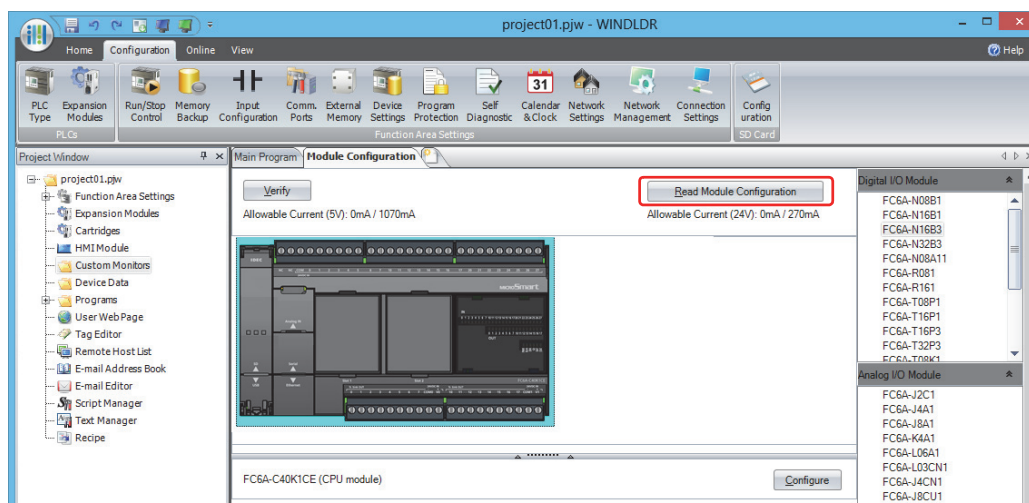 project01.pjw - WINDLDR
Home Configuration Online View Help
PLC Type
Expansion Modules
PLCs
Run/Stop Control
Memory Backup
Input Configuration
Comm. Ports
External Memory
Device Settings
Program Protection
Self Diagnostic
31
Calendar & Clock
Network Settings
Network Management
Connection Settings
Function Area Settings
Config uration
SD Card
Project Window
project01.pjw
Function Area Settings
Expansion Modules
Cartridges
HMI Module
Custom Monitors
Device Data
Programs
User Web Page
Tag Editor
Remote Host List
E-mail Address Book
E-mail Editor
Script Manager
Text Manager
Recipe
Main Program Module Configuration
Verify
Read Module Configuration
Allowable Current (5V): 0mA / 1070mA
Allowable Current (24V): 0mA / 270mA
FC6A-C40K1CE (CPU module)
Configure
Digital I/O Module
FC6A-N08B1
FC6A-N16B1
FC6A-N16B3
FC6A-N32B3
FC6A-N08A11
FC6A-R081
FC6A-R161
FC6A-T08P1
FC6A-T16P1
FC6A-T16P3
FC6A-T32P3
FC6A-T08K1
Analog I/O Module
FC6A-J2C1
FC6A-J4A1
FC6A-J8A1
FC6A-K4A1
FC6A-L06A1
FC6A-L03CN1
FC6A-J4CN1
FC6A-J8CU1